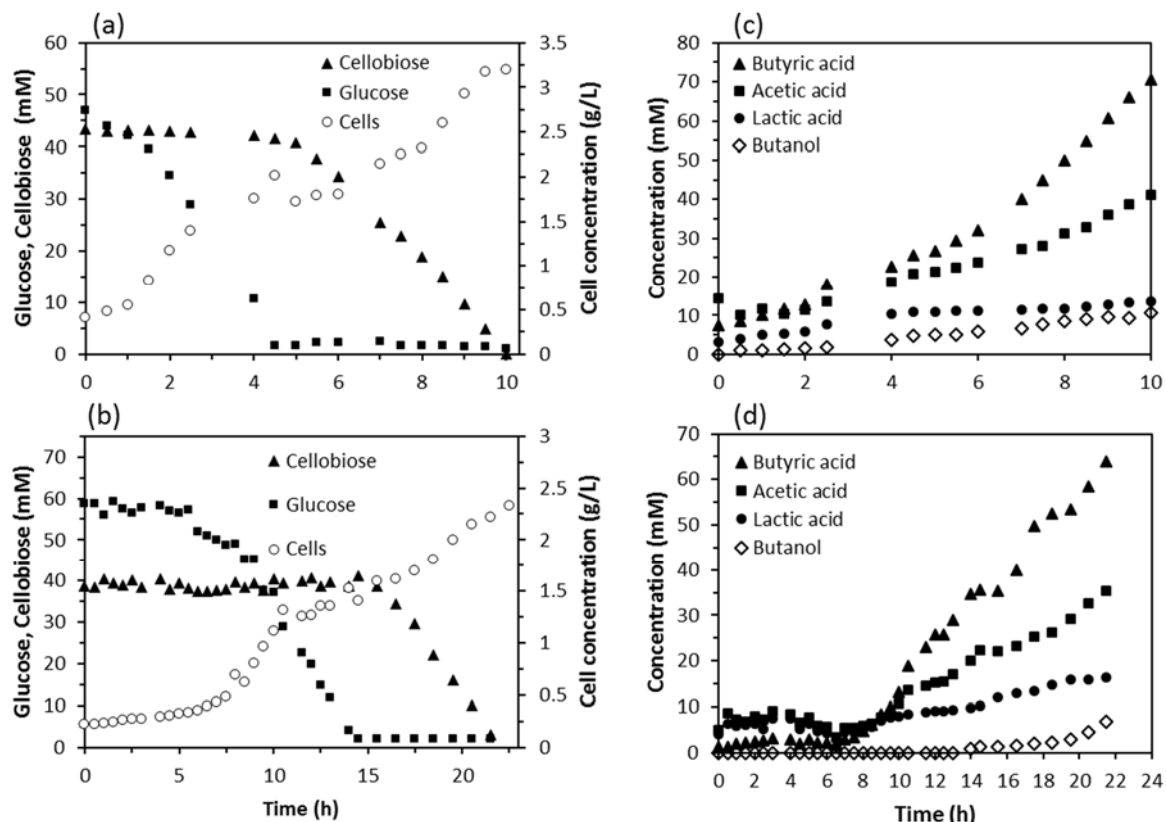 (a)
Glucose, Cellobiose (mM)
60
50
40
30
20
10
0
Cellobiose
Glucose
Cells
3.5
3
2.5
2
1.5
1
0.5
0
Cell concentration (g/L)
0 2 4 6 8 10
(c)
Concentration (mM)
80
70
60
50
40
30
20
10
0
Butyric acid
Acetic acid
Lactic acid
Butanol
0 2 4 6 8 10
(b)
Glucose, Cellobiose (mM)
70
60
50
40
30
20
10
0
Cellobiose
Glucose
Cells
3
2.5
2
1.5
1
0.5
0
Cell concentration (g/L)
0 5 10 15 20
Time (h)
(d)
Concentration (mM)
70
60
50
40
30
20
10
0
Butyric acid
Acetic acid
Lactic acid
Butanol
0 2 4 6 8 10 12 14 16 18 20 22 24
Time (h)